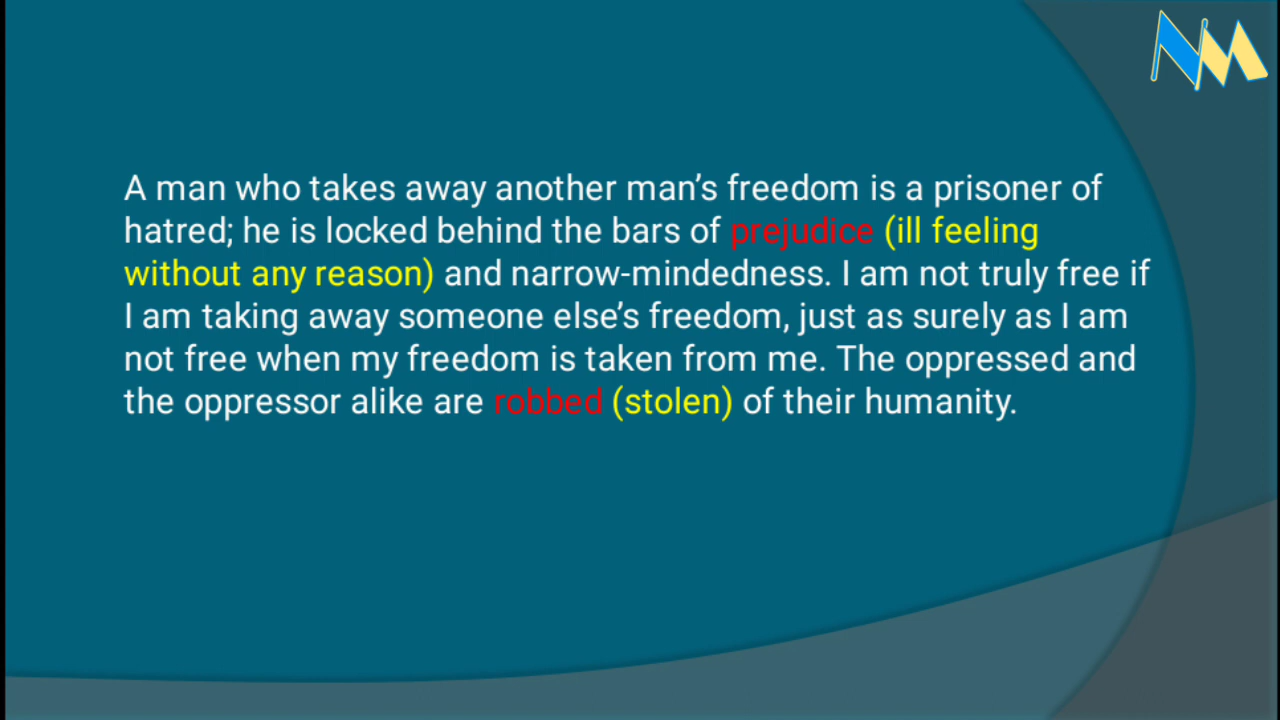 NM
A man who takes away another man’s freedom is a prisoner of
hatred; he is locked behind the bars of prejudice (ill feeling
without any reason) and narrow-mindedness. I am not truly free if
I am taking away someone else’s freedom, just as surely as I am
not free when my freedom is taken from me. The oppressed and
the oppressor alike are robbed (stolen) of their humanity.